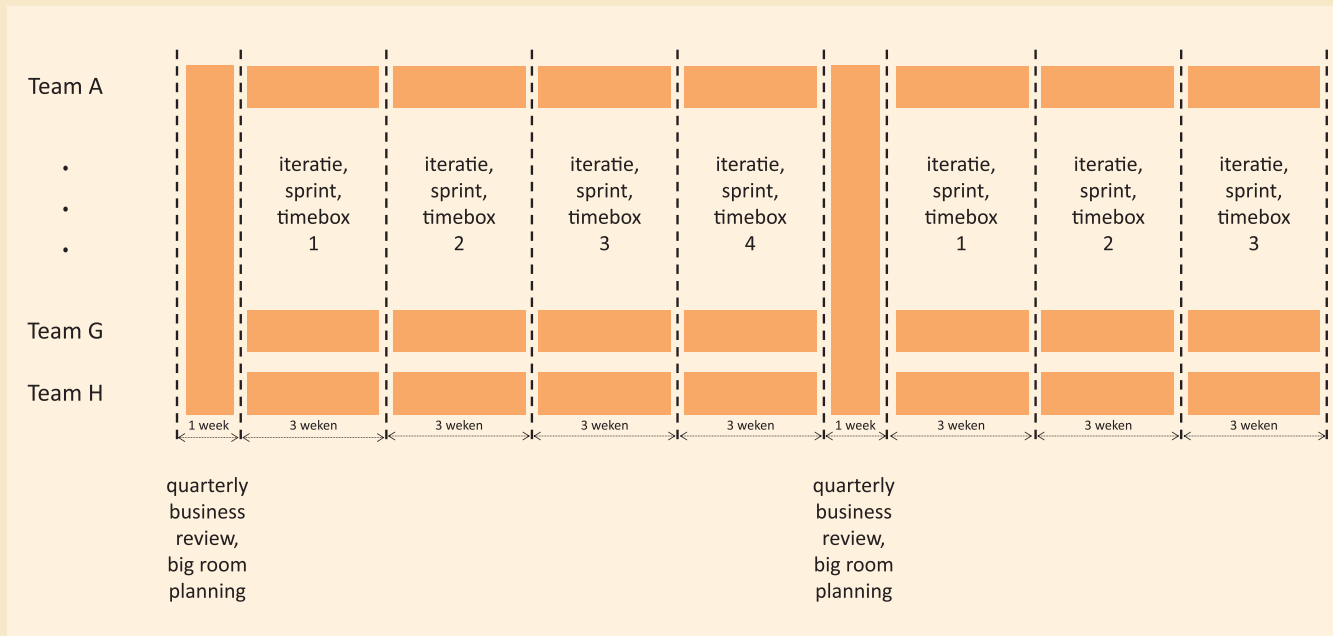 Team A
iteratie,
sprint,
timebox
1
iteratie,
sprint,
timebox
2
iteratie,
sprint,
timebox
3
iteratie,
sprint,
timebox
4
iteratie,
sprint,
timebox
1
iteratie,
sprint,
timebox
2
iteratie,
sprint,
timebox
3
Team G
Team H
1 week
3 weken
3 weken
3 weken
3 weken
1 week
3 weken
3 weken
3 weken
quarterly
business
review,
big room
planning
quarterly
business
review,
big room
planning